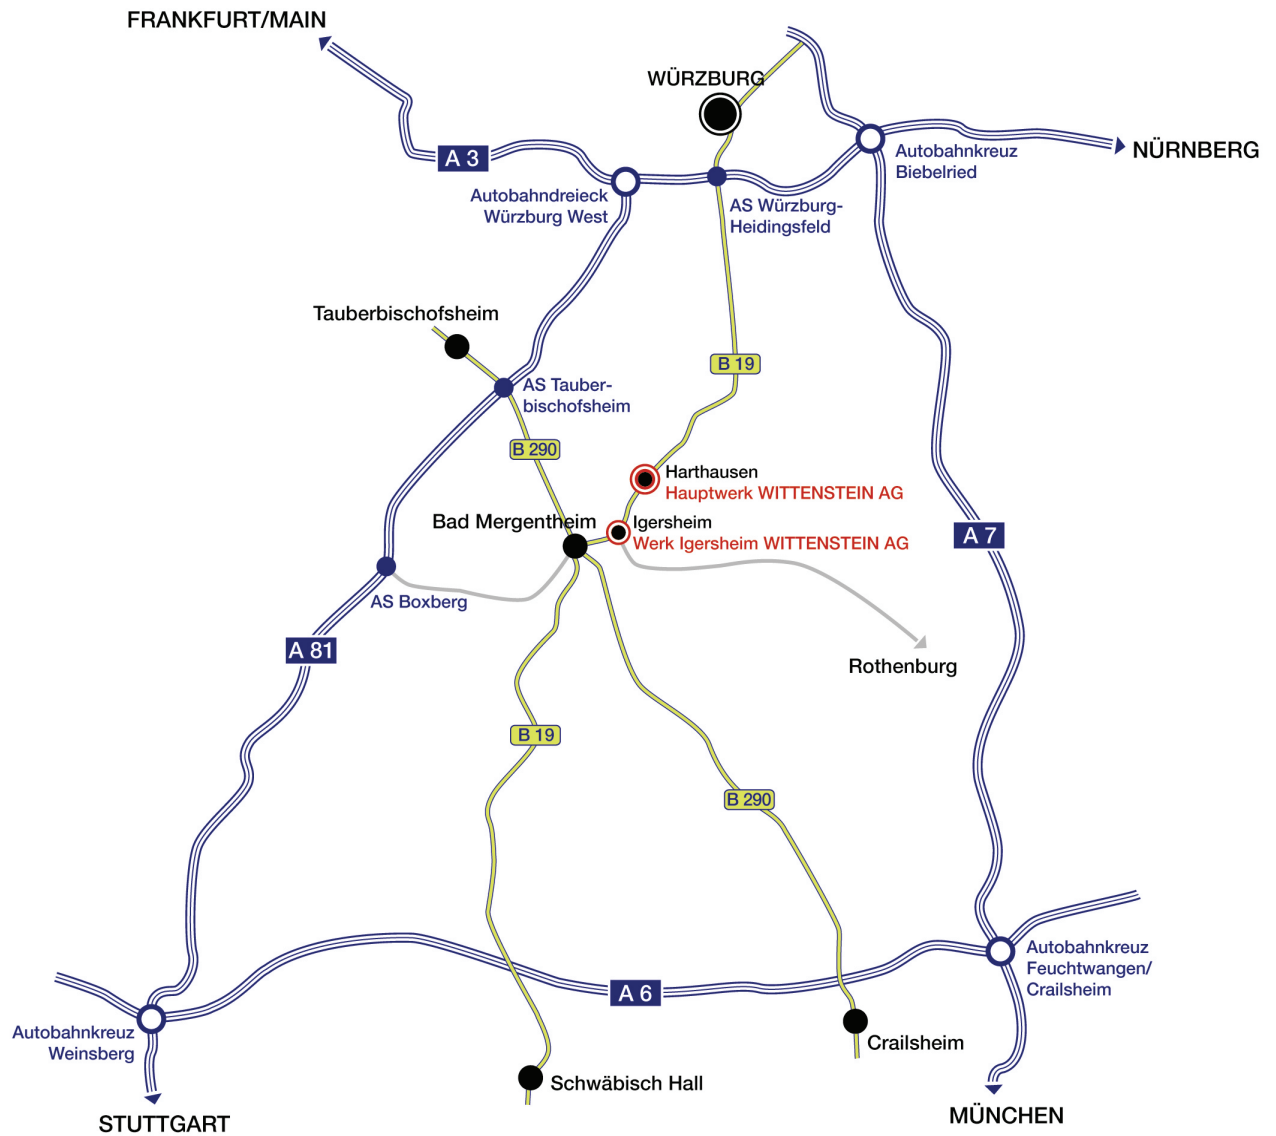 FRANKFURT/MAIN
WÜRZBURG
A 3
Autobahnkreuz
Biebelried
NÜRNBERG
Autobahndreieck
Würzburg West
AS Würzburg-
Heidingsfeld
Tauberbischofsheim
B 19
AS Tauber-
bischofsheim
B 290
Harthausen
Hauptwerk WITTENSTEIN AG
Bad Mergentheim
Igersheim
Werk Igersheim WITTENSTEIN AG
A 7
AS Boxberg
A 81
Rothenburg
B 19
B 290
Autobahnkreuz
Feuchtwangen/
Crailsheim
A 6
Autobahnkreuz
Weinsberg
Crailsheim
Schwäbisch Hall
STUTTGART
MÜNCHEN